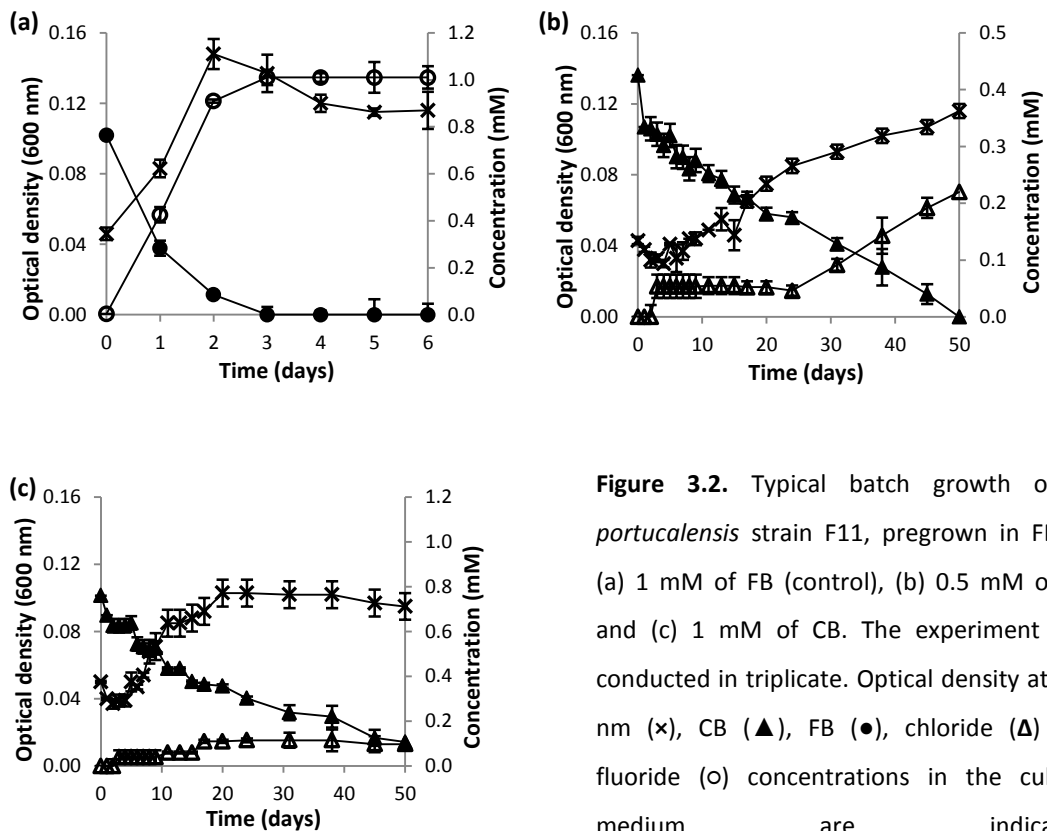 (a)
0.16
0.12
0.08
0.04
0.00
Optical density (600 nm)
1.2
1.0
0.8
0.6
0.4
0.2
0.0
Concentration (mM)
0 1 2 3 4 5 6
Time (days)
(b)
0.16
0.12
0.08
0.04
0.00
Optical density (600 nm)
0.5
0.4
0.3
0.2
0.1
0.0
Concentration (mM)
0 10 20 30 40 50
Time (days)
(c)
0.16
0.12
0.08
0.04
0.00
Optical density (600 nm)
1.2
1.0
0.8
0.6
0.4
0.2
0.0
Concentration (mM)
0 10 20 30 40 50
Time (days)
Figure 3.2. Typical batch growth o
portucalensis strain F11, pregrown in F
(a) 1 mM of FB (control), (b) 0.5 mM o
and (c) 1 mM of CB. The experiment
conducted in triplicate. Optical density at
nm (×), CB (▲), FB (●), chloride (Δ)
fluoride (○) concentrations in the cul
medium are indica